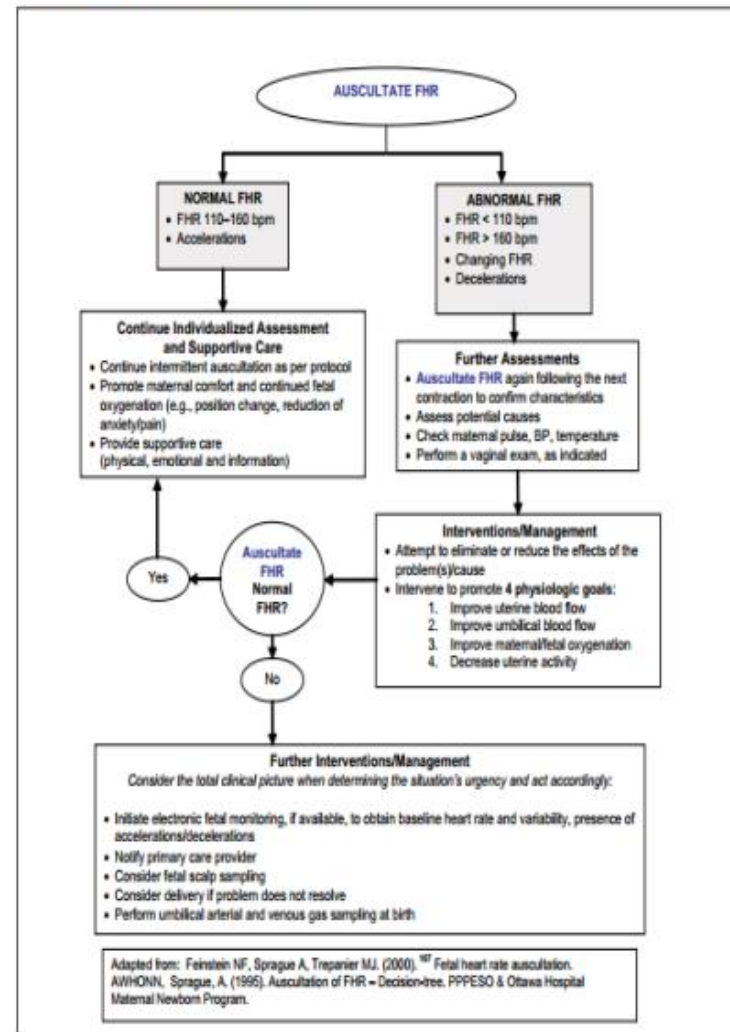 AUSCULTATE FHR
NORMAL FHR
• FHR 110–160 bpm
• Accelerations
ABNORMAL FHR
• FHR < 110 bpm
• FHR > 160 bpm
• Changing FHR
• Decelerations
Continue Individualized Assessment
and Supportive Care
• Continue intermittent auscultation as per protocol
• Promote maternal comfort and continued fetal
oxygenation (e.g., position change, reduction of
anxiety/pain)
• Provide supportive care
(physical, emotional and information)
Further Assessments
• Auscultate FHR again following the next
contraction to confirm characteristics
• Assess potential causes
• Check maternal pulse, BP, temperature
• Perform a vaginal exam, as indicated
Interventions/Management
• Attempt to eliminate or reduce the effects of the
problem(s)/cause
• Intervene to promote 4 physiologic goals:
1. Improve uterine blood flow
2. Improve umbilical blood flow
3. Improve maternal/fetal oxygenation
4. Decrease uterine activity
Auscultate
FHR
Normal
FHR?
Yes
No
Further Interventions/Management
Consider the total clinical picture when determining the situation's urgency and act accordingly:
• Initiate electronic fetal monitoring, if available, to obtain baseline heart rate and variability, presence of
accelerations/decelerations
• Notify primary care provider
• Consider fetal scalp sampling
• Consider delivery if problem does not resolve
• Perform umbilical arterial and venous gas sampling at birth
Adapted from: Feinstein NF, Sprague A, Trepanier MJ. (2000). Fetal heart rate auscultation.
AWHONN, Sprague, A. (1995). Auscultation of FHR – Decision-tree. PPPESO & Ottawa Hospital
Maternal Newborn Program.